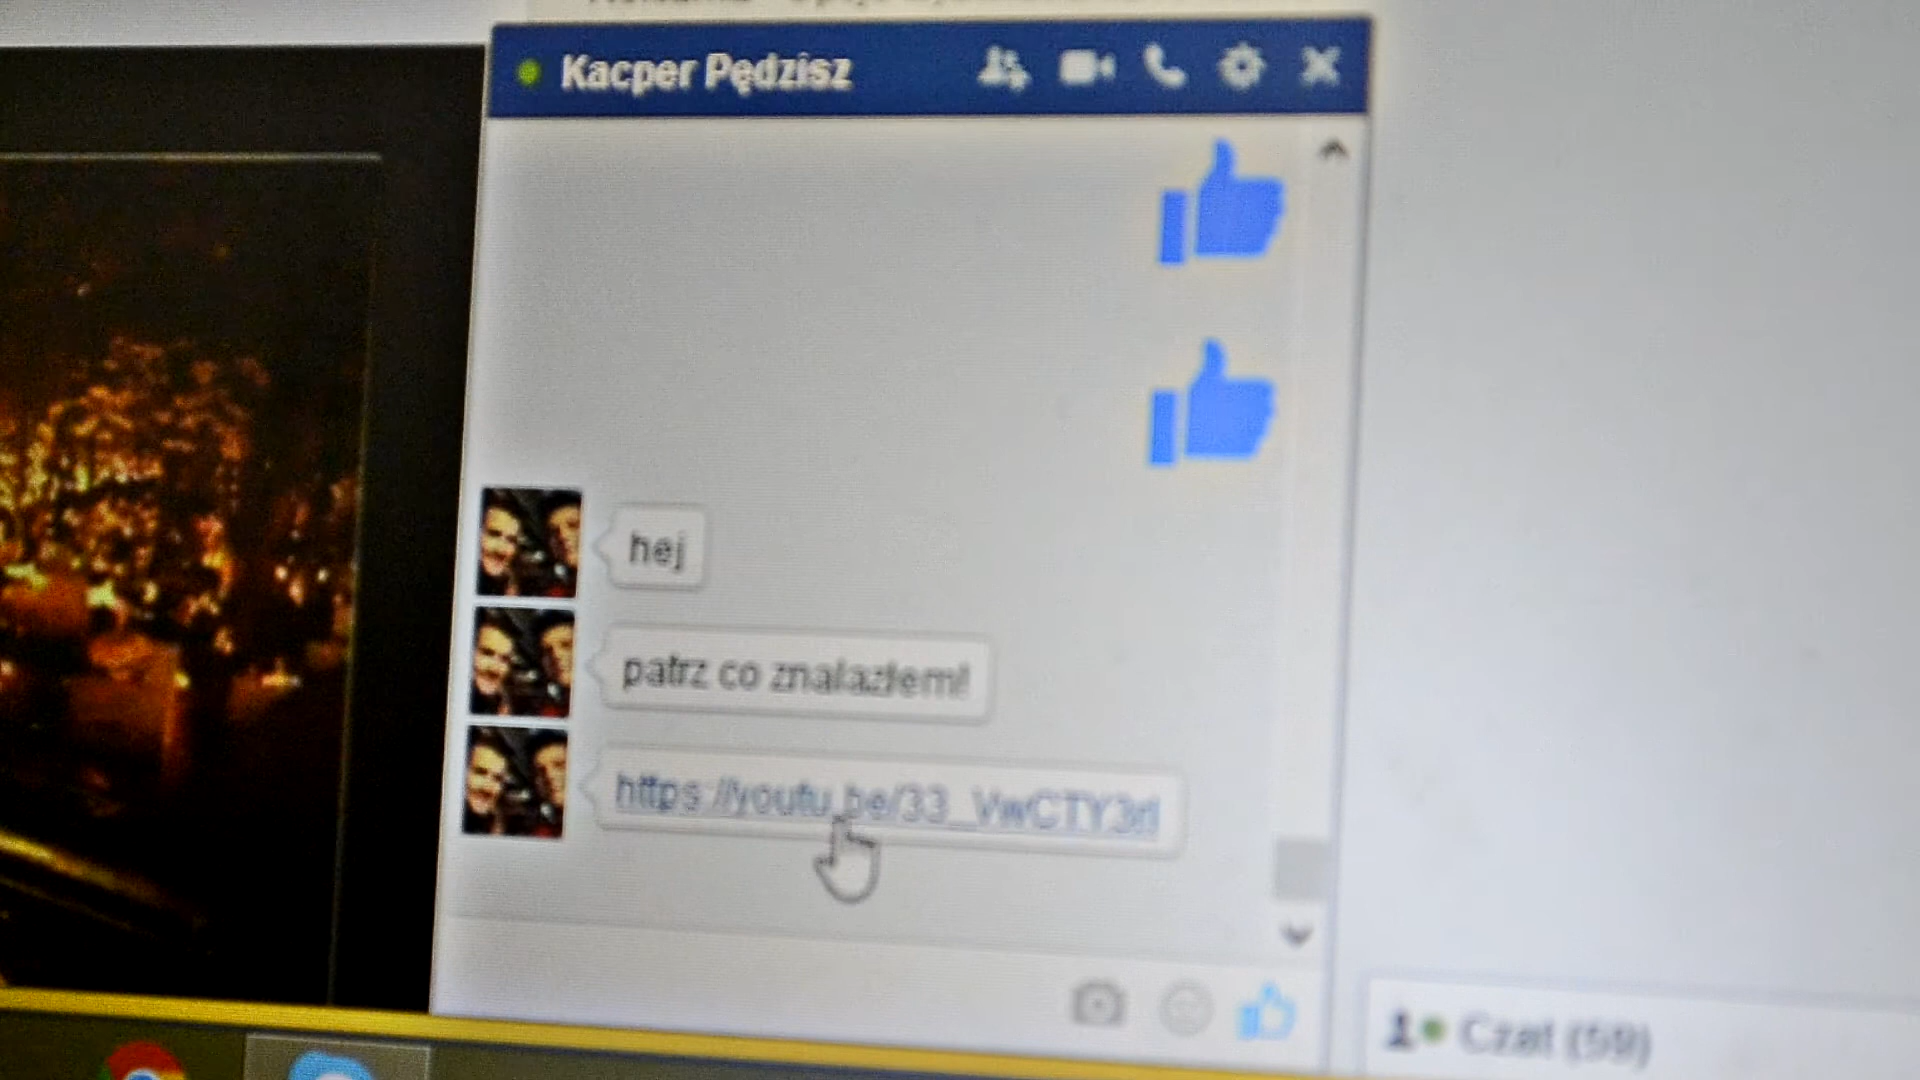 Kacper Pędzisz
hej
patrz co znalazłem!
https://youtu.be/33_VwCTY3rI
Czat (59)